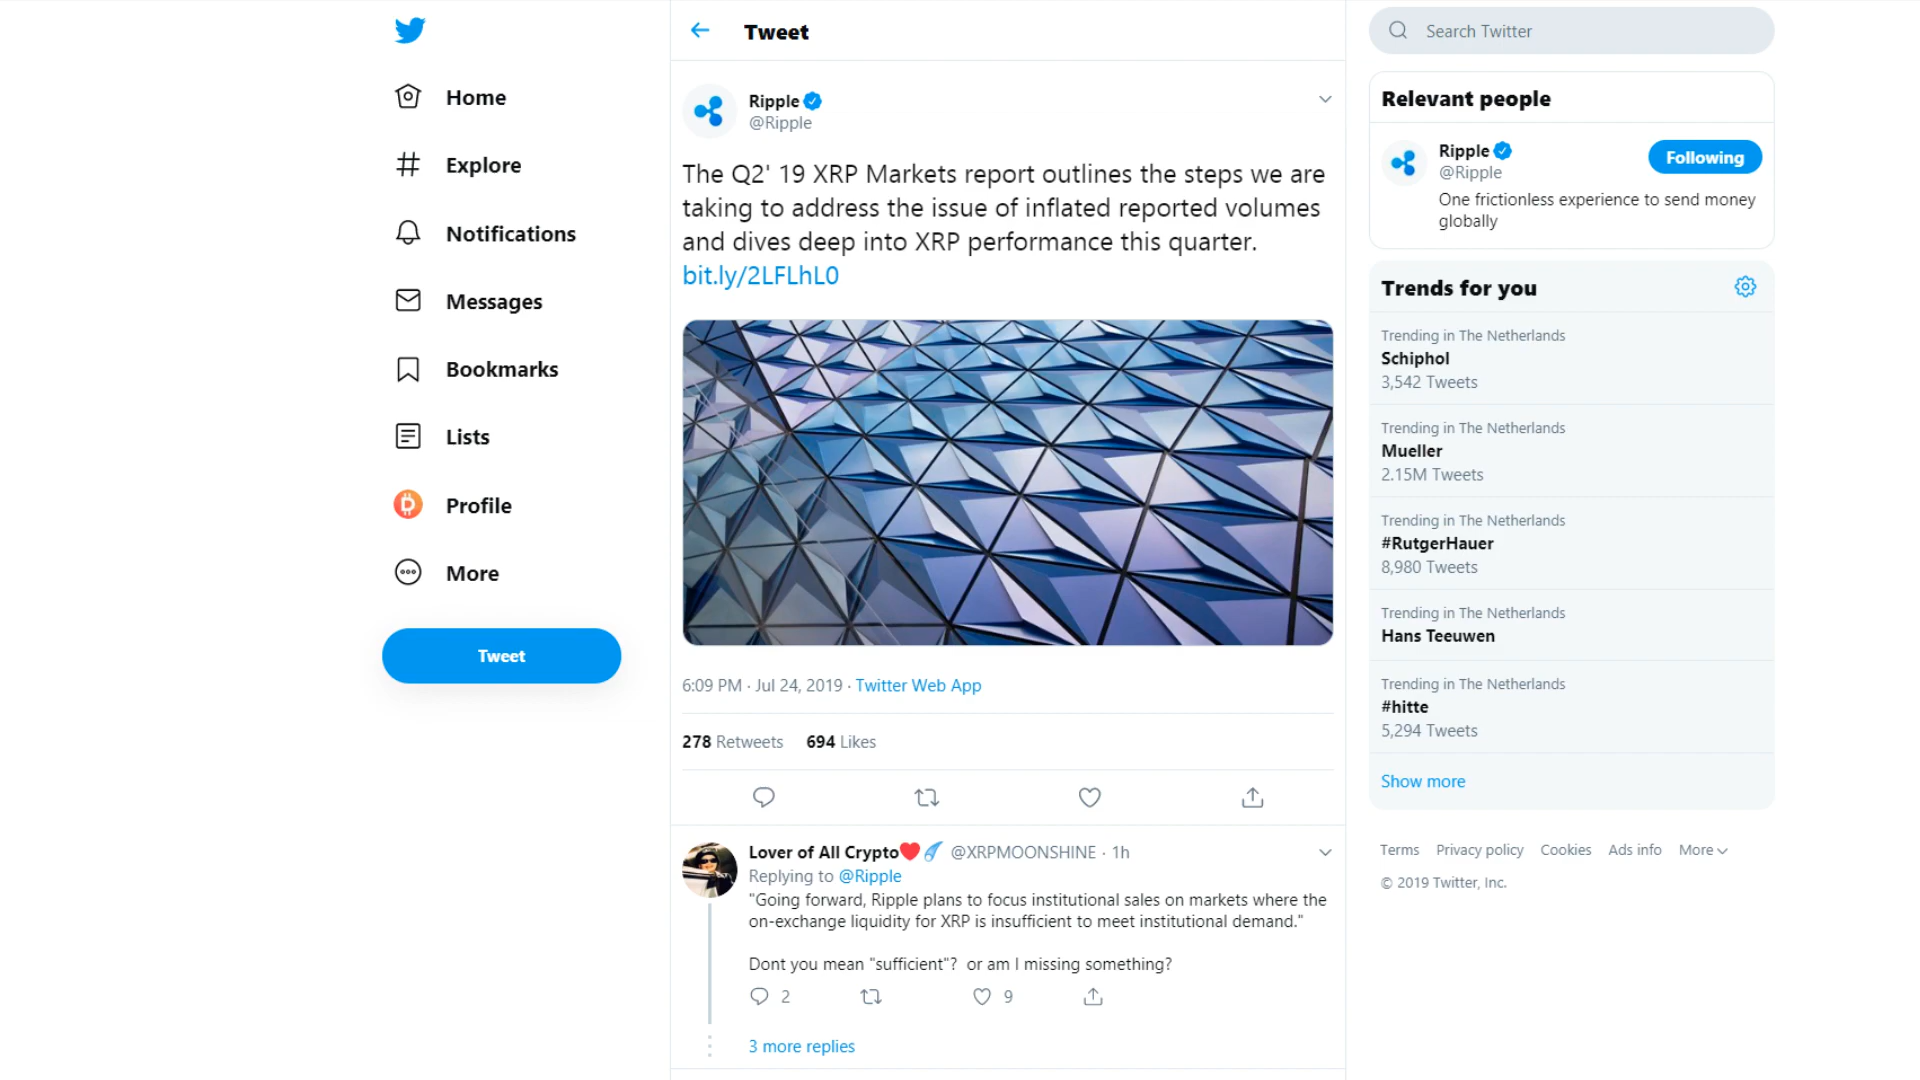 Home
Explore
Notifications
Messages
Bookmarks
Lists
Profile
More
Tweet
Tweet
Ripple
@Ripple
The Q2' 19 XRP Markets report outlines the steps we are
taking to address the issue of inflated reported volumes
and dives deep into XRP performance this quarter.
bit.ly/2LFLhL0
6:09 PM · Jul 24, 2019 · Twitter Web App
278 Retweets 694 Likes
Lover of All Crypto @XRPMOONSHINE · 1h
Replying to @Ripple
"Going forward, Ripple plans to focus institutional sales on markets where the
on-exchange liquidity for XRP is insufficient to meet institutional demand."
Dont you mean "sufficient"? or am I missing something?
2 9
3 more replies
Search Twitter
Relevant people
Ripple
@Ripple
Following
One frictionless experience to send money
globally
Trends for you
Trending in The Netherlands
Schiphol
3,542 Tweets
Trending in The Netherlands
Mueller
2.15M Tweets
Trending in The Netherlands
#RutgerHauer
8,980 Tweets
Trending in The Netherlands
Hans Teeuwen
Trending in The Netherlands
#hitte
5,294 Tweets
Show more
Terms Privacy policy Cookies Ads info More
© 2019 Twitter, Inc.